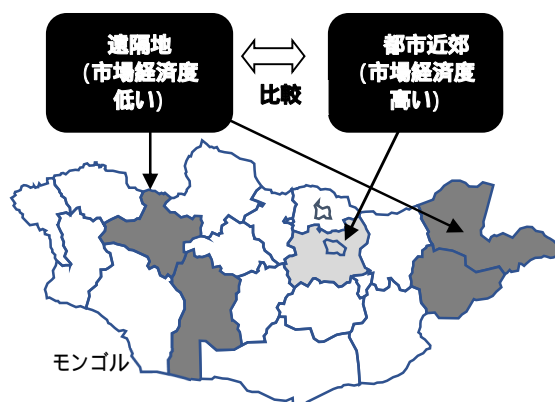 遠隔地
(市場経済度
低い)
比較
都市近郊
(市場経済度
高い)
モンゴル